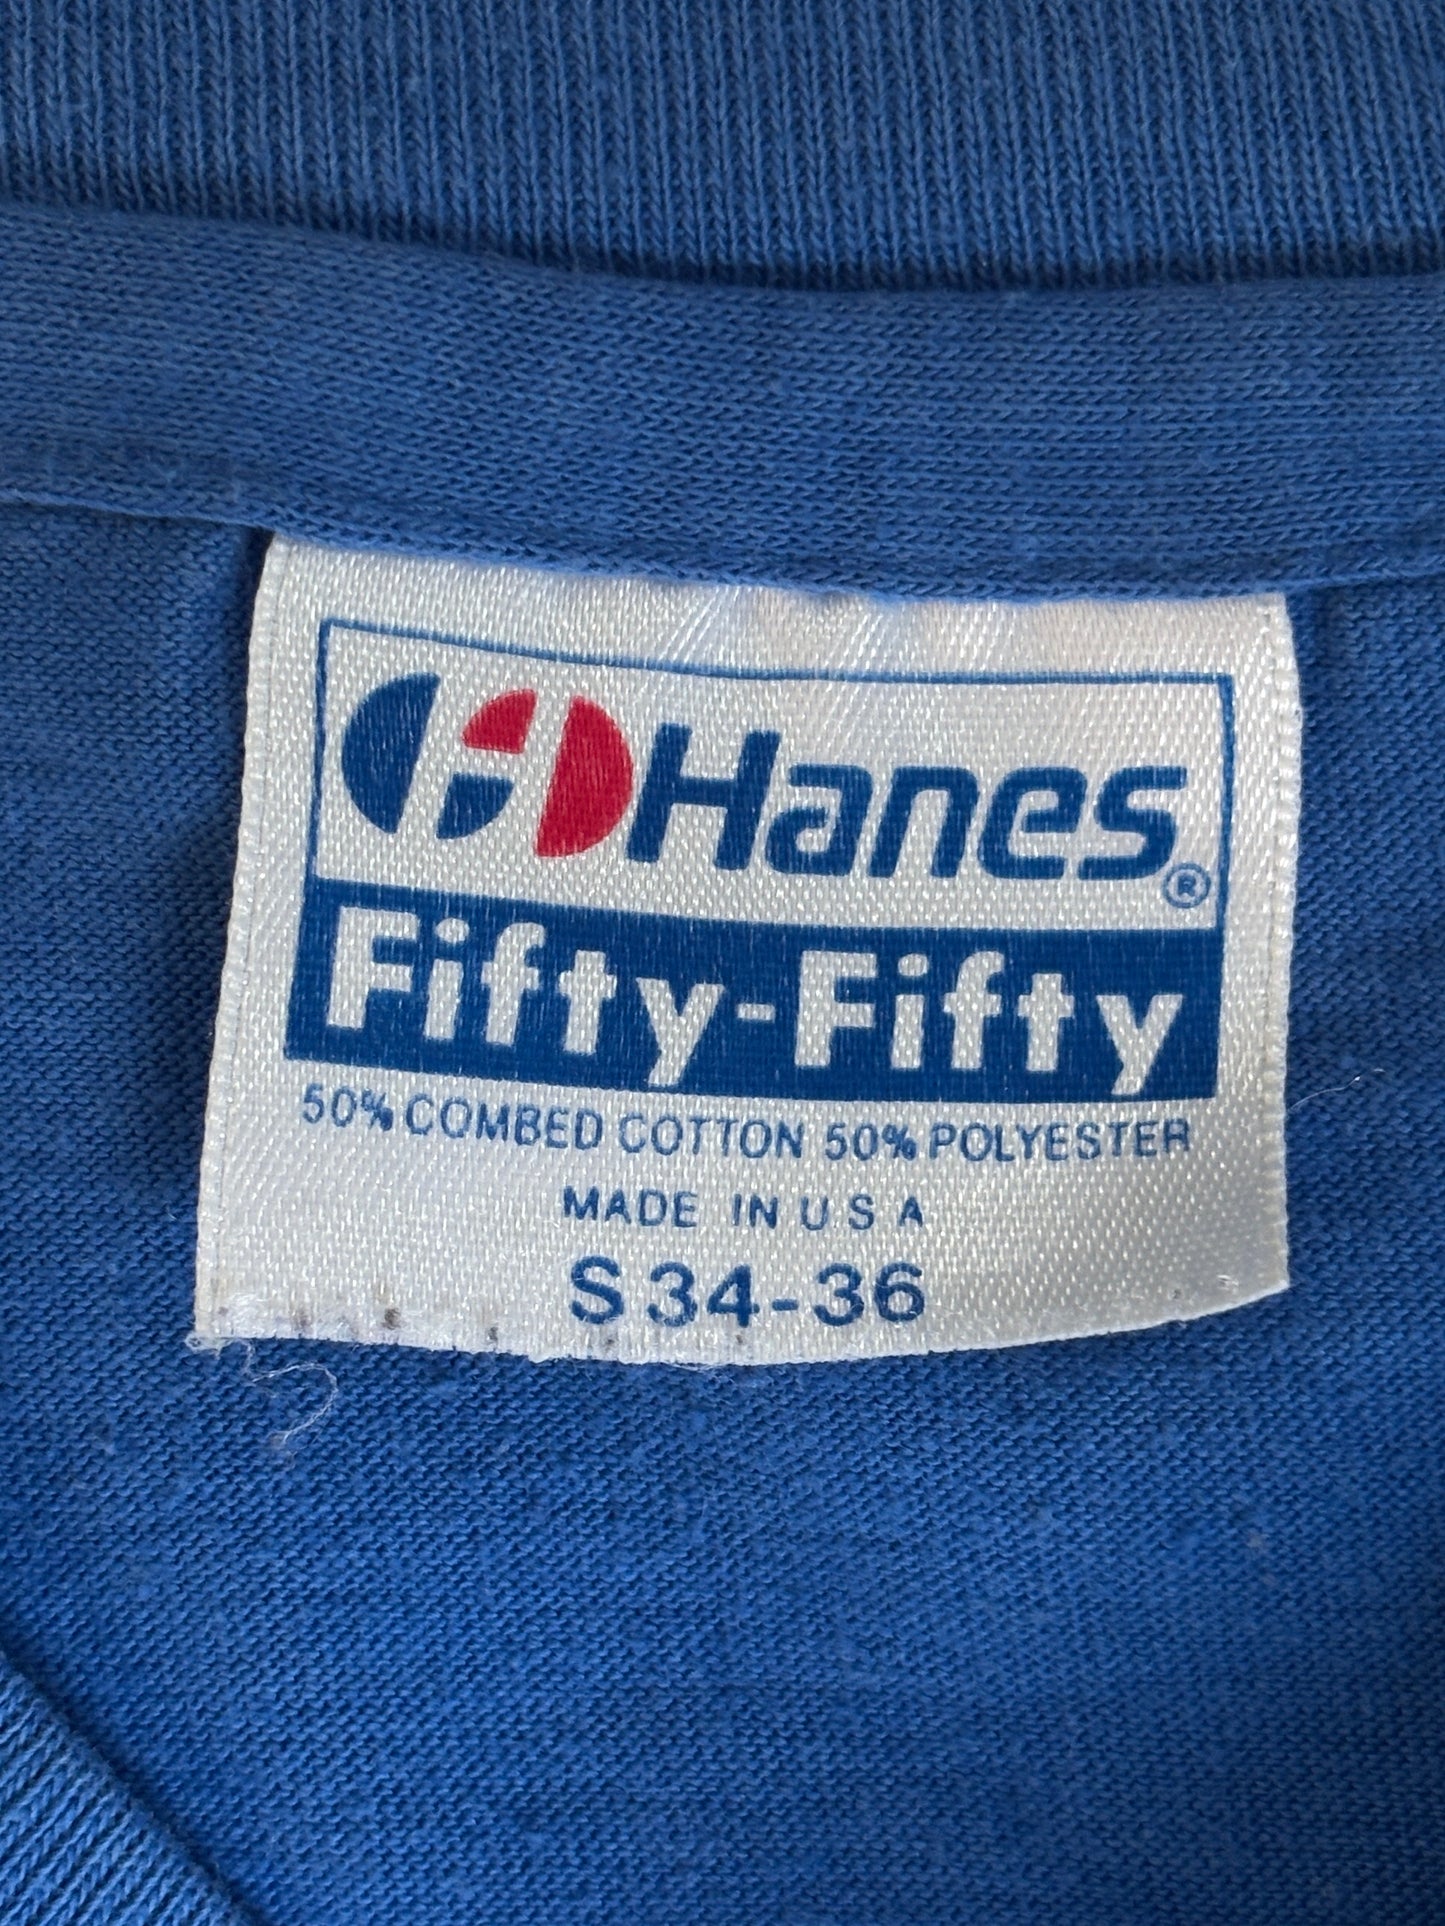 Hanes®
Fifty-Fifty
50% COMBED COTTON 50% POLYESTER
MADE IN U S A
S 34-36